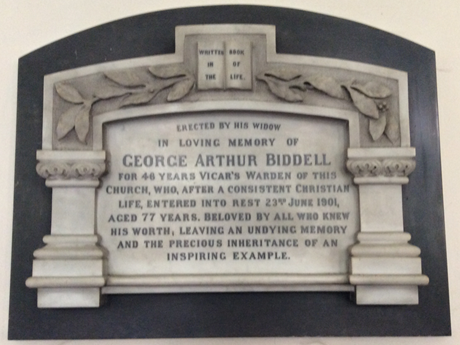 WRITTEN BOOK
IN OF
THE LIFE.
ERECTED BY HIS WIDOW
IN LOVING MEMORY OF
GEORGE ARTHUR BIDDELL
FOR 46 YEARS VICAR'S WARDEN OF THIS
CHURCH, WHO, AFTER A CONSISTENT CHRISTIAN
LIFE, ENTERED INTO REST 23RD JUNE 1901,
AGED 77 YEARS. BELOVED BY ALL WHO KNEW
HIS WORTH, LEAVING AN UNDYING MEMORY
AND THE PRECIOUS INHERITANCE OF AN
INSPIRING EXAMPLE.